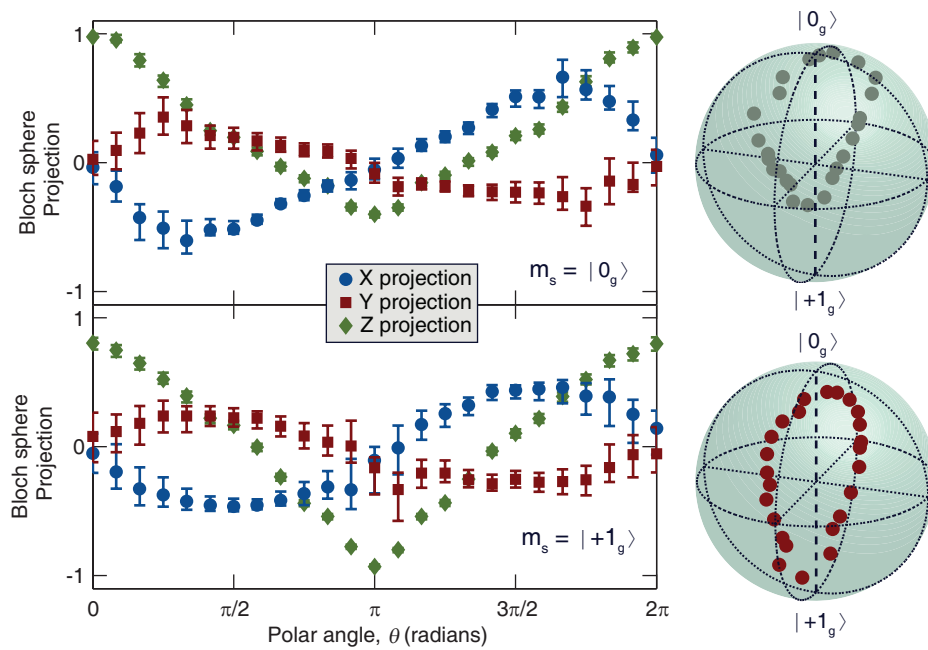 1
0
-1
Bloch sphere
Projection
X projection
Y projection
Z projection
m_s = | 0_g ⟩
1
0
-1
Bloch sphere
Projection
m_s = | +1_g ⟩
0
π/2
π
3π/2
2π
Polar angle, θ (radians)
| 0_g ⟩
| +1_g ⟩
| 0_g ⟩
| +1_g ⟩